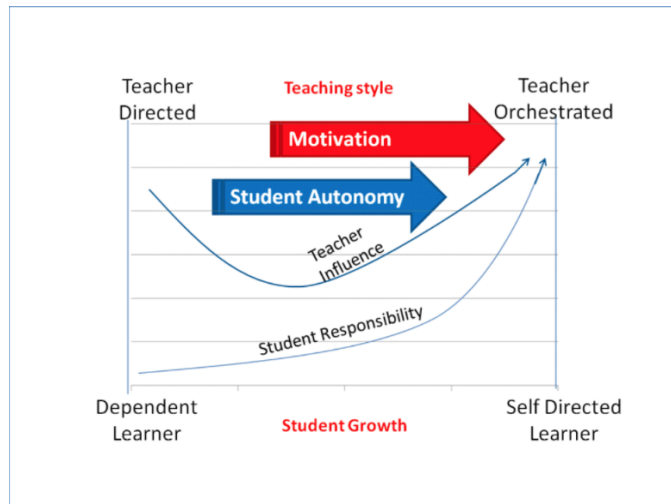 Teacher
Directed
Teaching style
Teacher
Orchestrated
Motivation
Student Autonomy
Teacher
Influence
Student Responsibility
Dependent
Learner
Student Growth
Self Directed
Learner